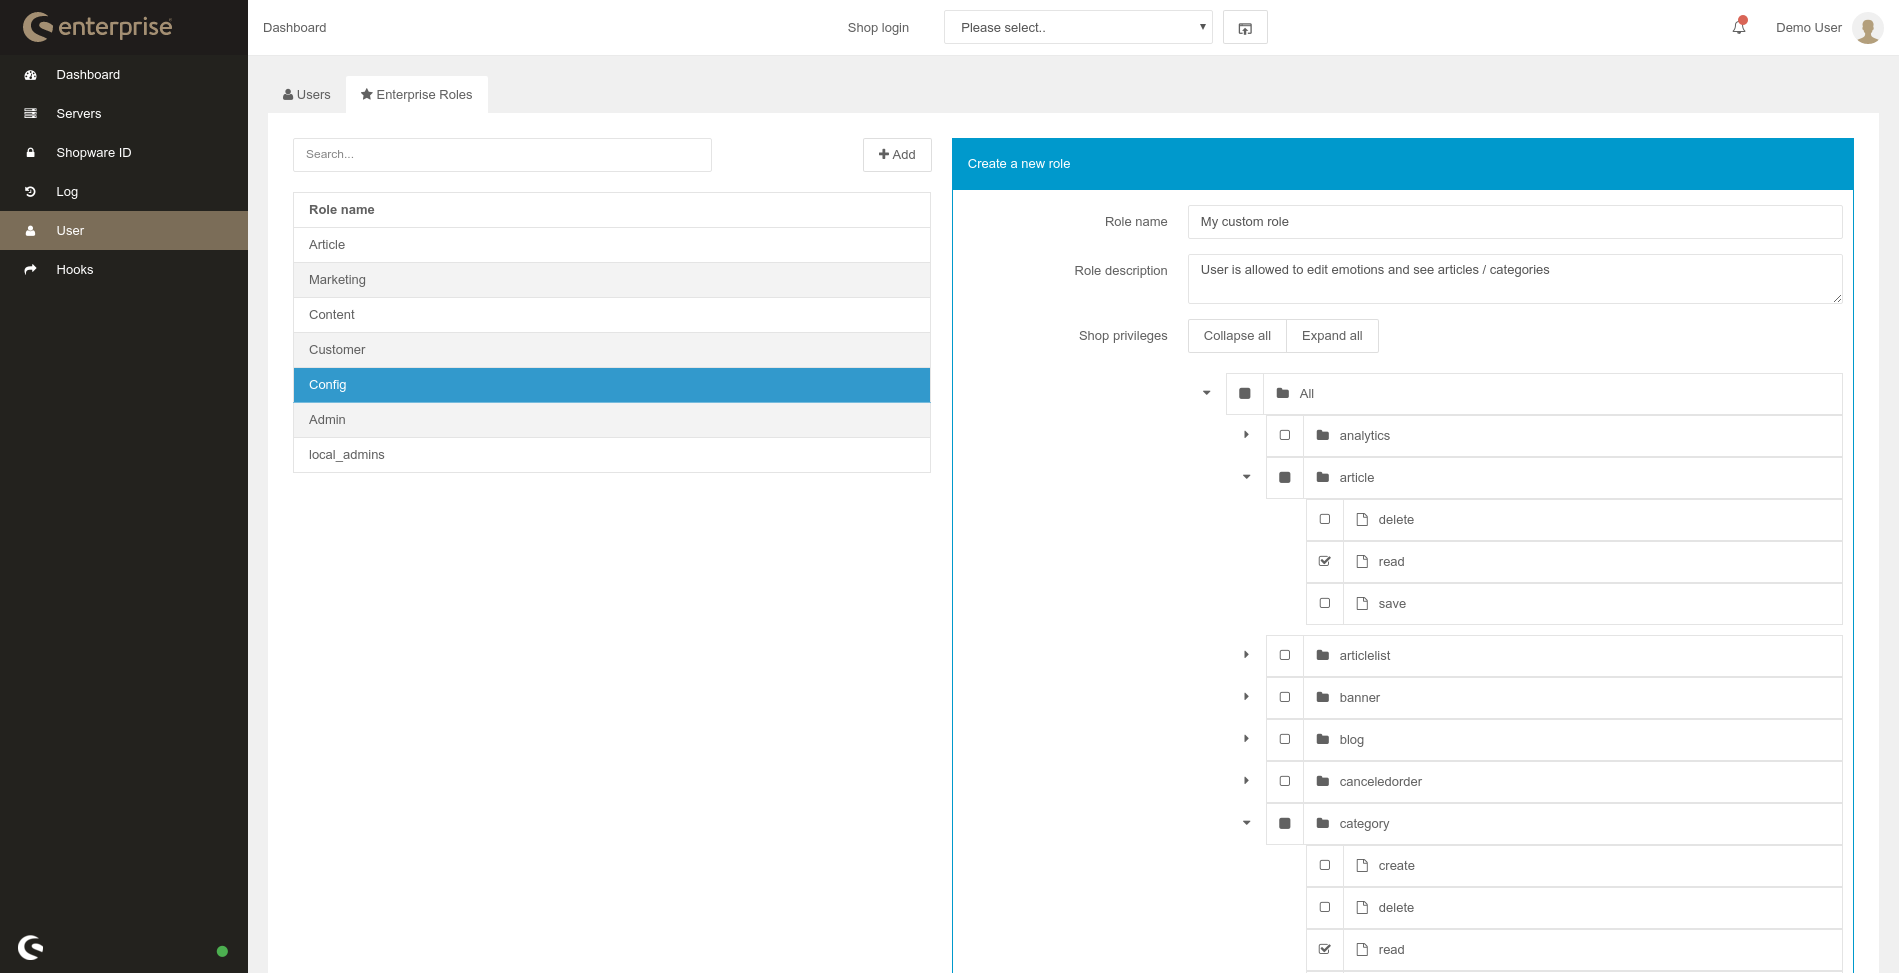 enterprise
Dashboard
Servers
Shopware ID
Log
User
Hooks
Dashboard
Shop login
Please select..
Demo User
Users
Enterprise Roles
Search...
Add
Role name
Article
Marketing
Content
Customer
Config
Admin
local_admins
Create a new role
Role name
My custom role
Role description
User is allowed to edit emotions and see articles / categories
Shop privileges
Collapse all
Expand all
All
analytics
article
delete
read
save
articlelist
banner
blog
canceledorder
category
create
delete
read